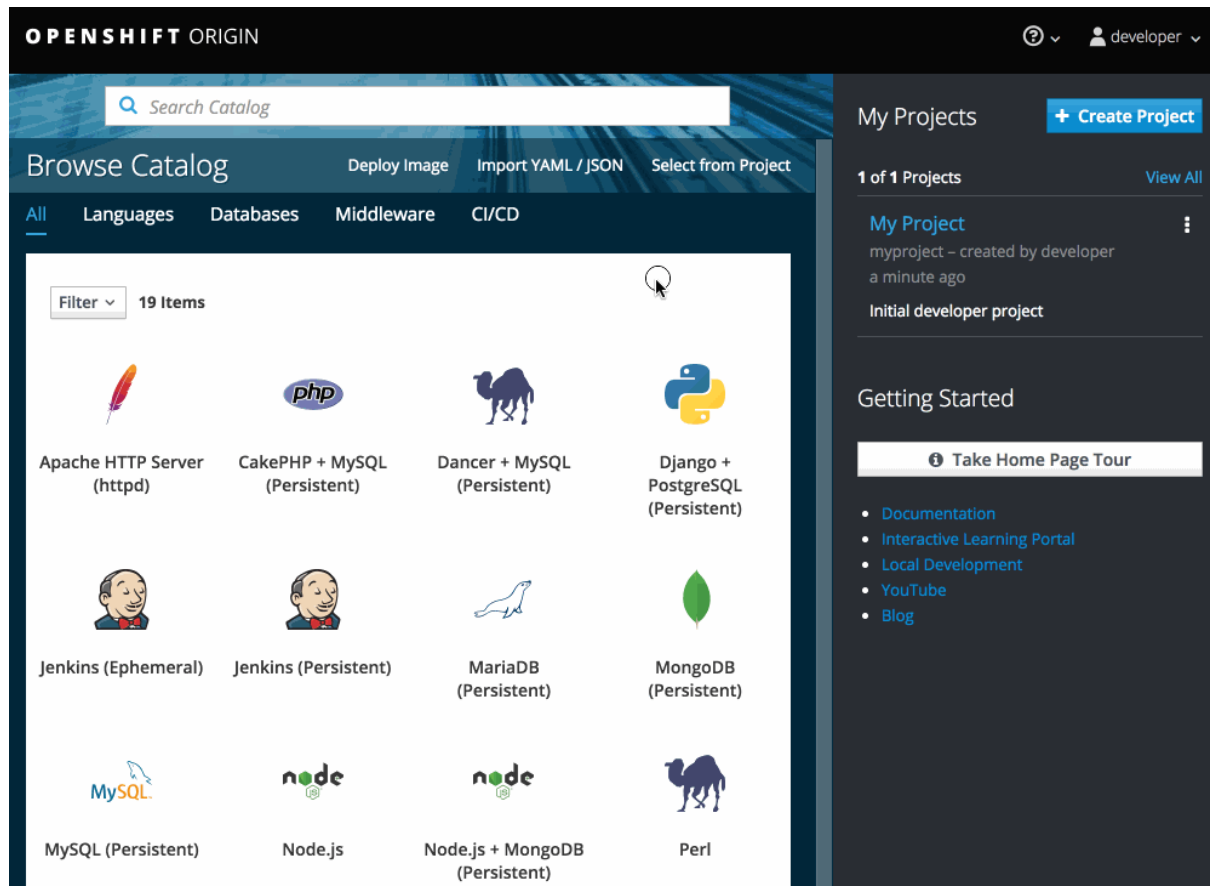 OPENSHIFT ORIGIN
developer
Search Catalog
Browse Catalog
Deploy Image
Import YAML / JSON
Select from Project
All
Languages
Databases
Middleware
CI/CD
Filter
19 Items
php
Apache HTTP Server
(httpd)
CakePHP + MySQL
(Persistent)
Dancer + MySQL
(Persistent)
Django +
PostgreSQL
(Persistent)
Jenkins (Ephemeral)
Jenkins (Persistent)
MariaDB
(Persistent)
MongoDB
(Persistent)
MySQL
node
JS
node
JS
MySQL (Persistent)
Node.js
Node.js + MongoDB
(Persistent)
Perl
My Projects
+ Create Project
1 of 1 Projects
View All
My Project
myproject – created by developer
a minute ago
Initial developer project
Getting Started
Take Home Page Tour
Documentation
Interactive Learning Portal
Local Development
YouTube
Blog